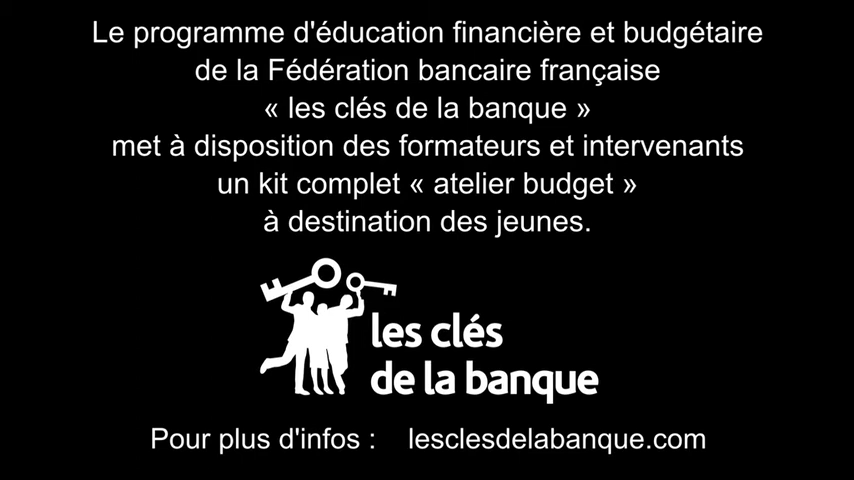 Le programme d'éducation financière et budgétaire
de la Fédération bancaire française
« les clés de la banque »
met à disposition des formateurs et intervenants
un kit complet « atelier budget »
à destination des jeunes.
les clés
de la banque
Pour plus d'infos : lesclesdelabanque.com